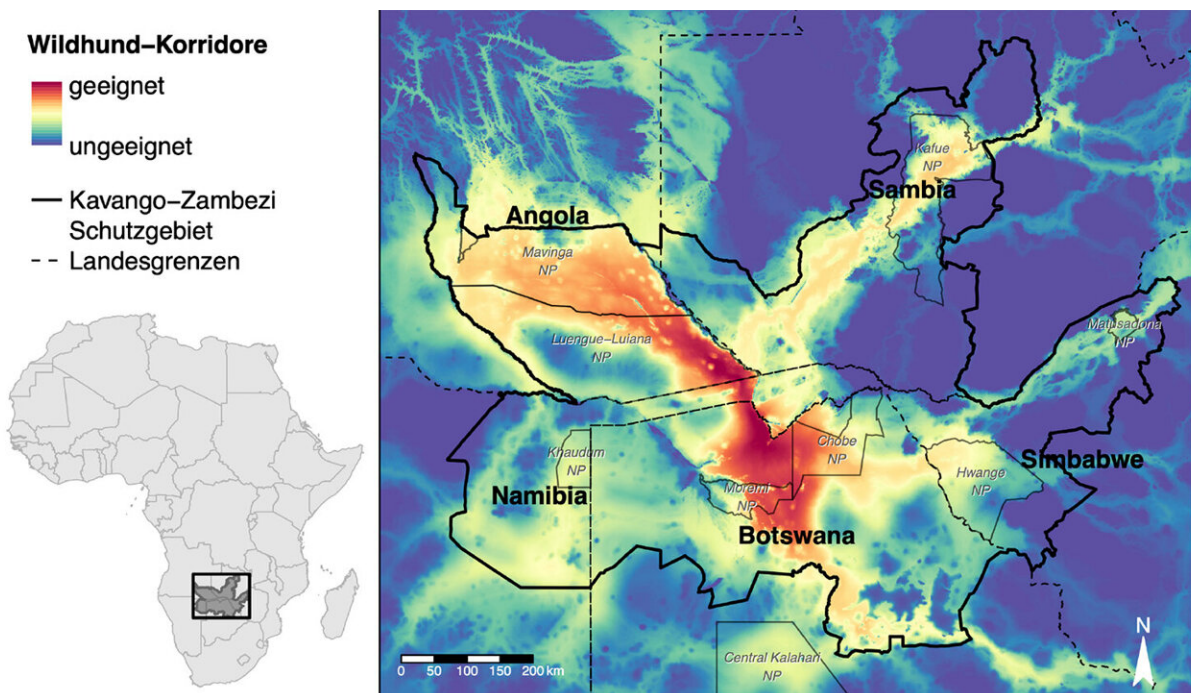 Wildhund–Korridore
geeignet
ungeeignet
Kavango–Zambezi
Schutzgebiet
Landesgrenzen
Kafue
NP
Sambia
Angola
Mavinga
NP
Luengue–Luiana
NP
Matusadona
NP
Khaudum
NP
Chobe
NP
Simbabwe
Hwange
NP
Namibia
Moremi
NP
Botswana
Central Kalahari
NP
0 50 100 150 200 km
N